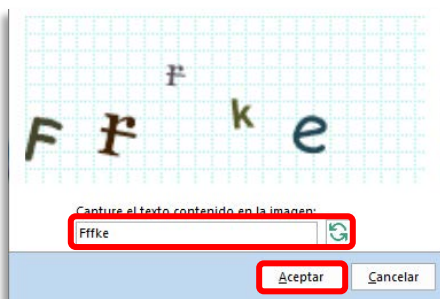 F r r k e
Capture el texto contenido en la imagen:
Fffke
Aceptar Cancelar